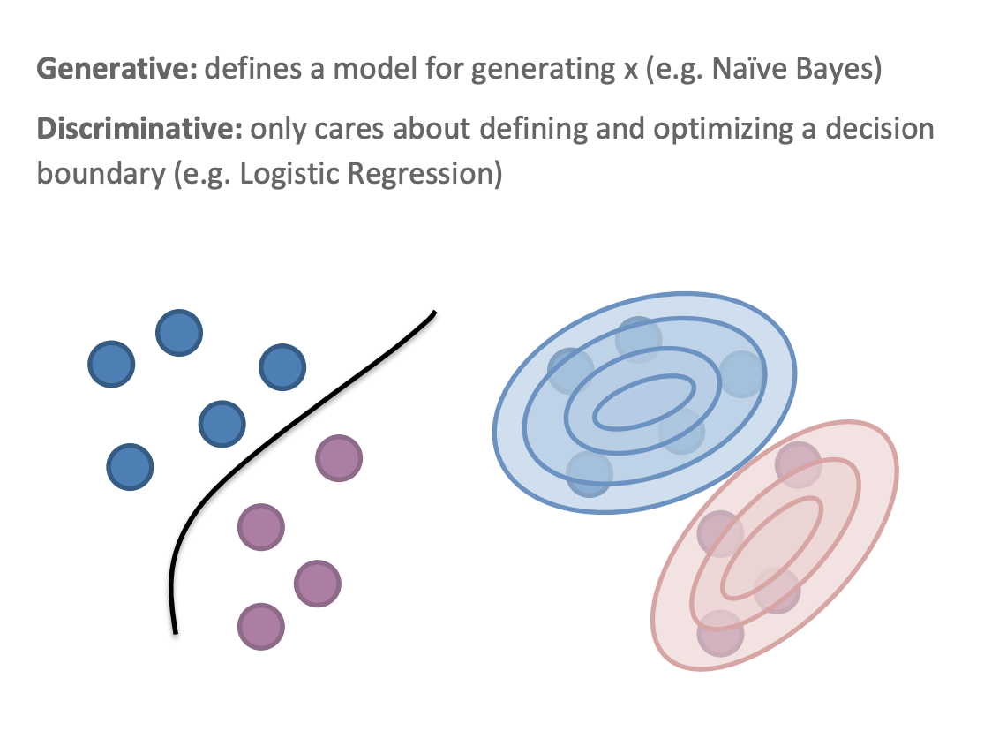 Generative: defines a model for generating x (e.g. Naïve Bayes)
Discriminative: only cares about defining and optimizing a decision
boundary (e.g. Logistic Regression)